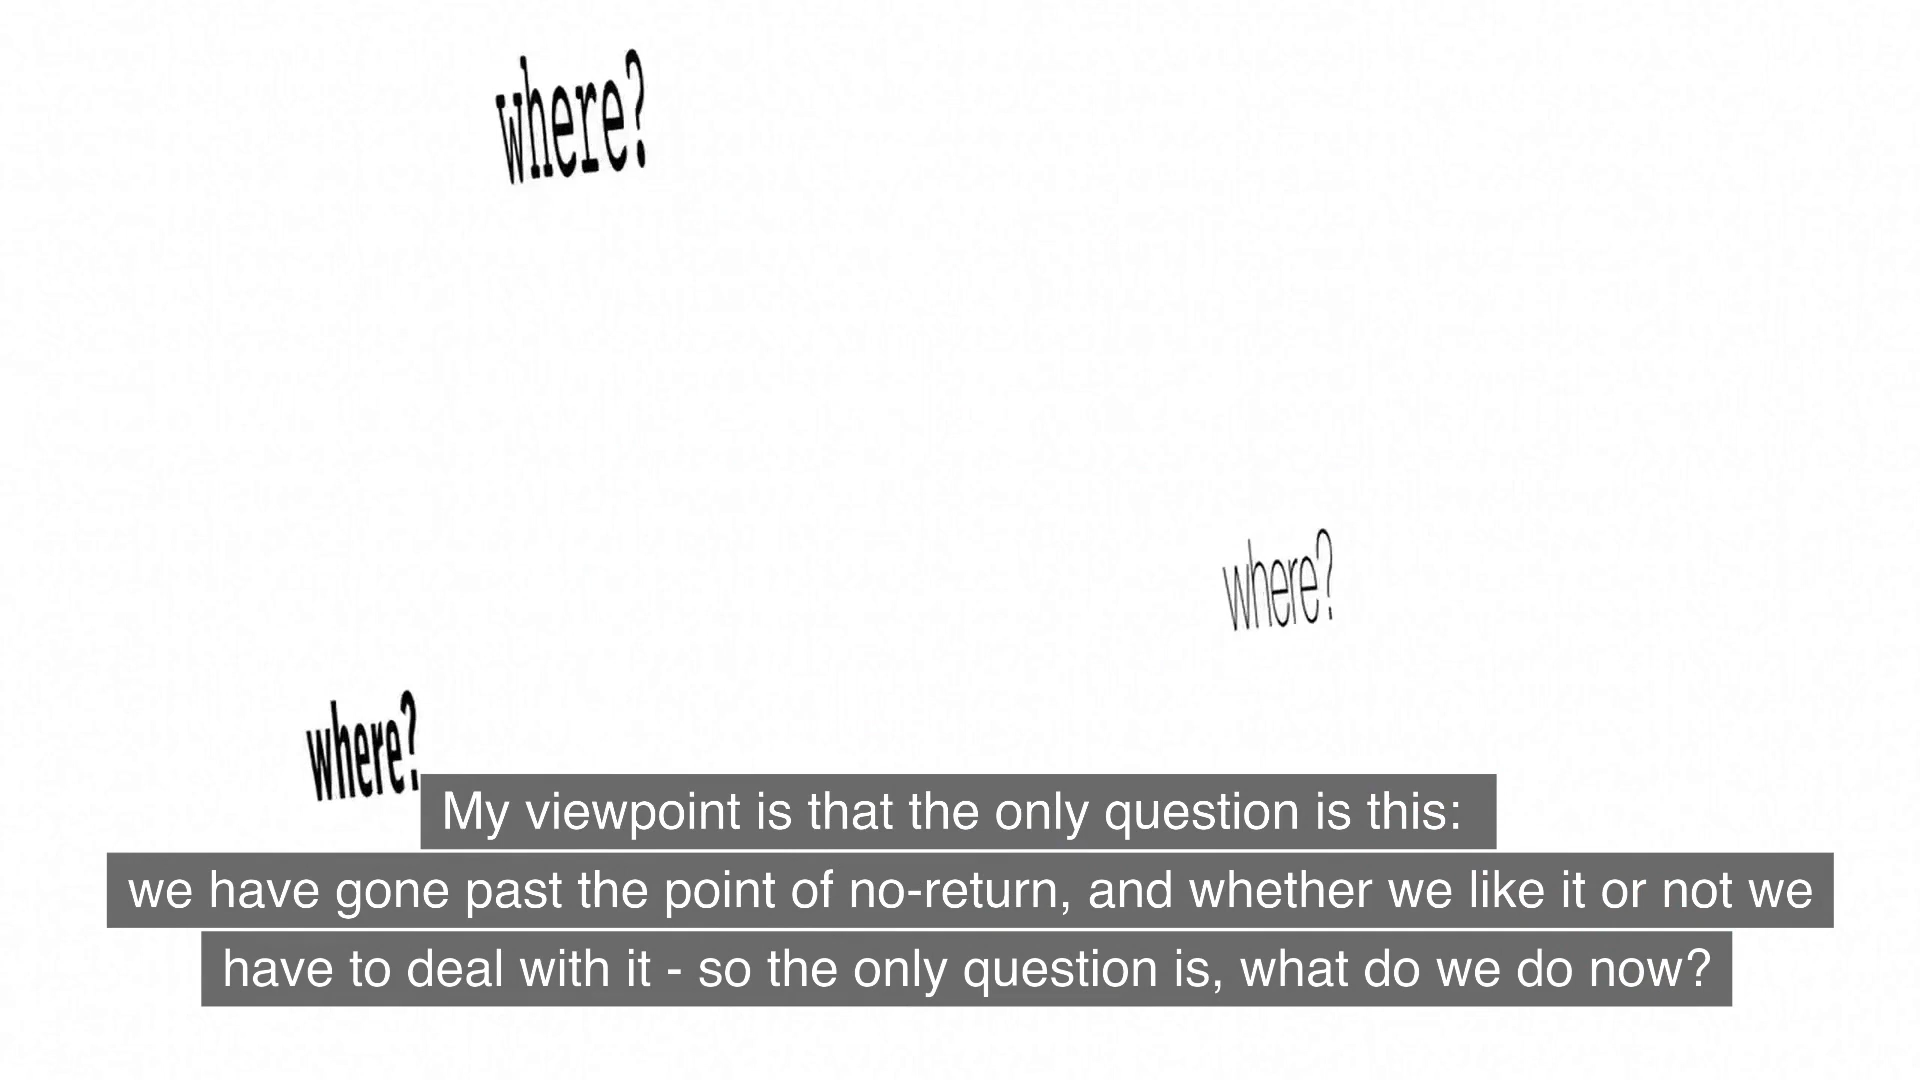 where?
where?
where?
My viewpoint is that the only question is this:
we have gone past the point of no-return, and whether we like it or not we
have to deal with it - so the only question is, what do we do now?